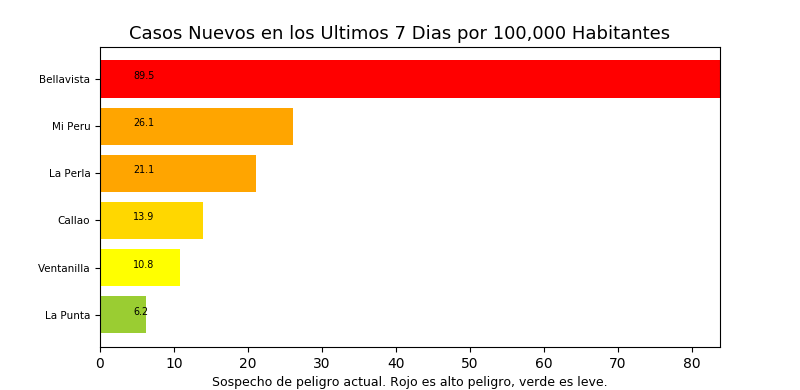 Casos Nuevos en los Ultimos 7 Dias por 100,000 Habitantes
Bellavista 89.5
Mi Peru 26.1
La Perla 21.1
Callao 13.9
Ventanilla 10.8
La Punta 6.2
0 10 20 30 40 50 60 70 80
Sospecho de peligro actual. Rojo es alto peligro, verde es leve.